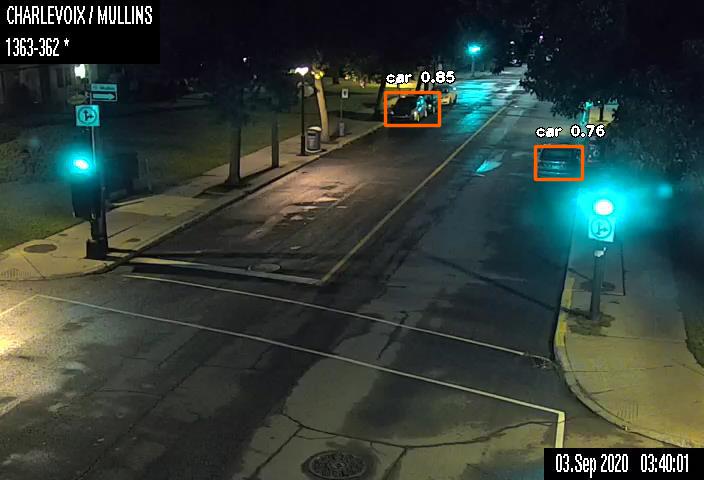 CHARLEVOIX / MULLINS
1363-362 *
car 0.85
car 0.76
03.Sep 2020 03:40:01